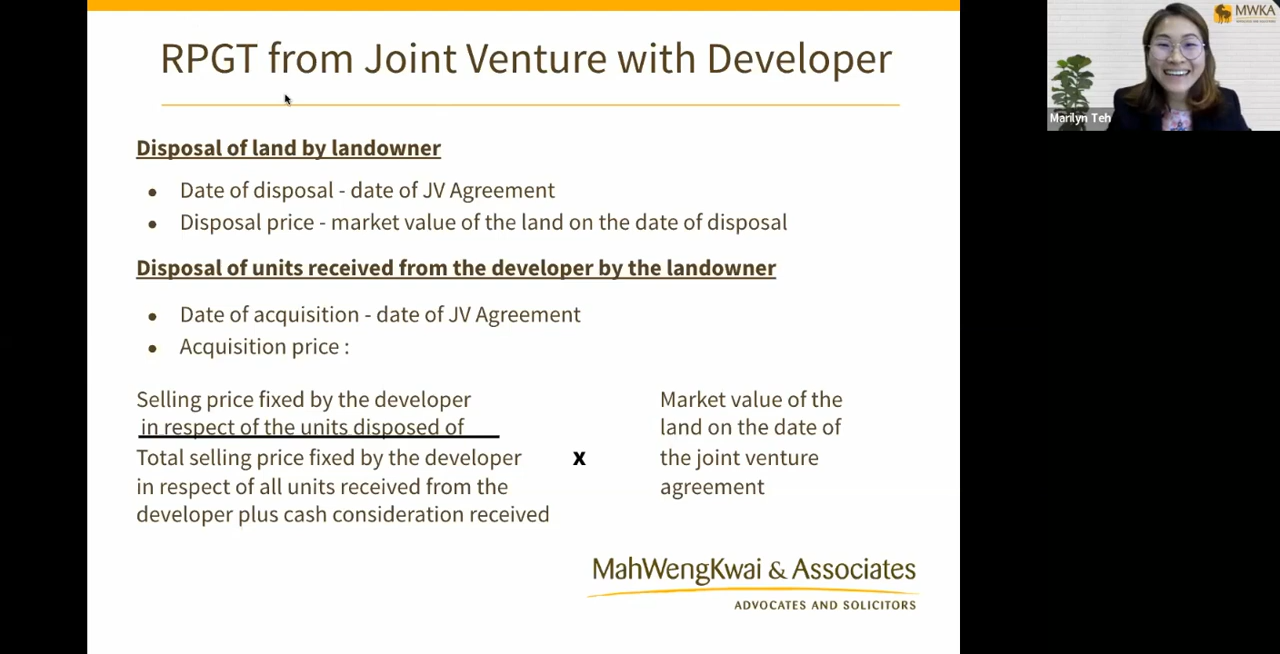 RPGT from Joint Venture with Developer
MWKA
Marilyn Teh
Disposal of land by landowner
• Date of disposal - date of JV Agreement
• Disposal price - market value of the land on the date of disposal
Disposal of units received from the developer by the landowner
• Date of acquisition - date of JV Agreement
• Acquisition price :
Selling price fixed by the developer
in respect of the units disposed of
Total selling price fixed by the developer
in respect of all units received from the
developer plus cash consideration received
x
Market value of the
land on the date of
the joint venture
agreement
MahWengKwai & Associates
ADVOCATES AND SOLICITORS